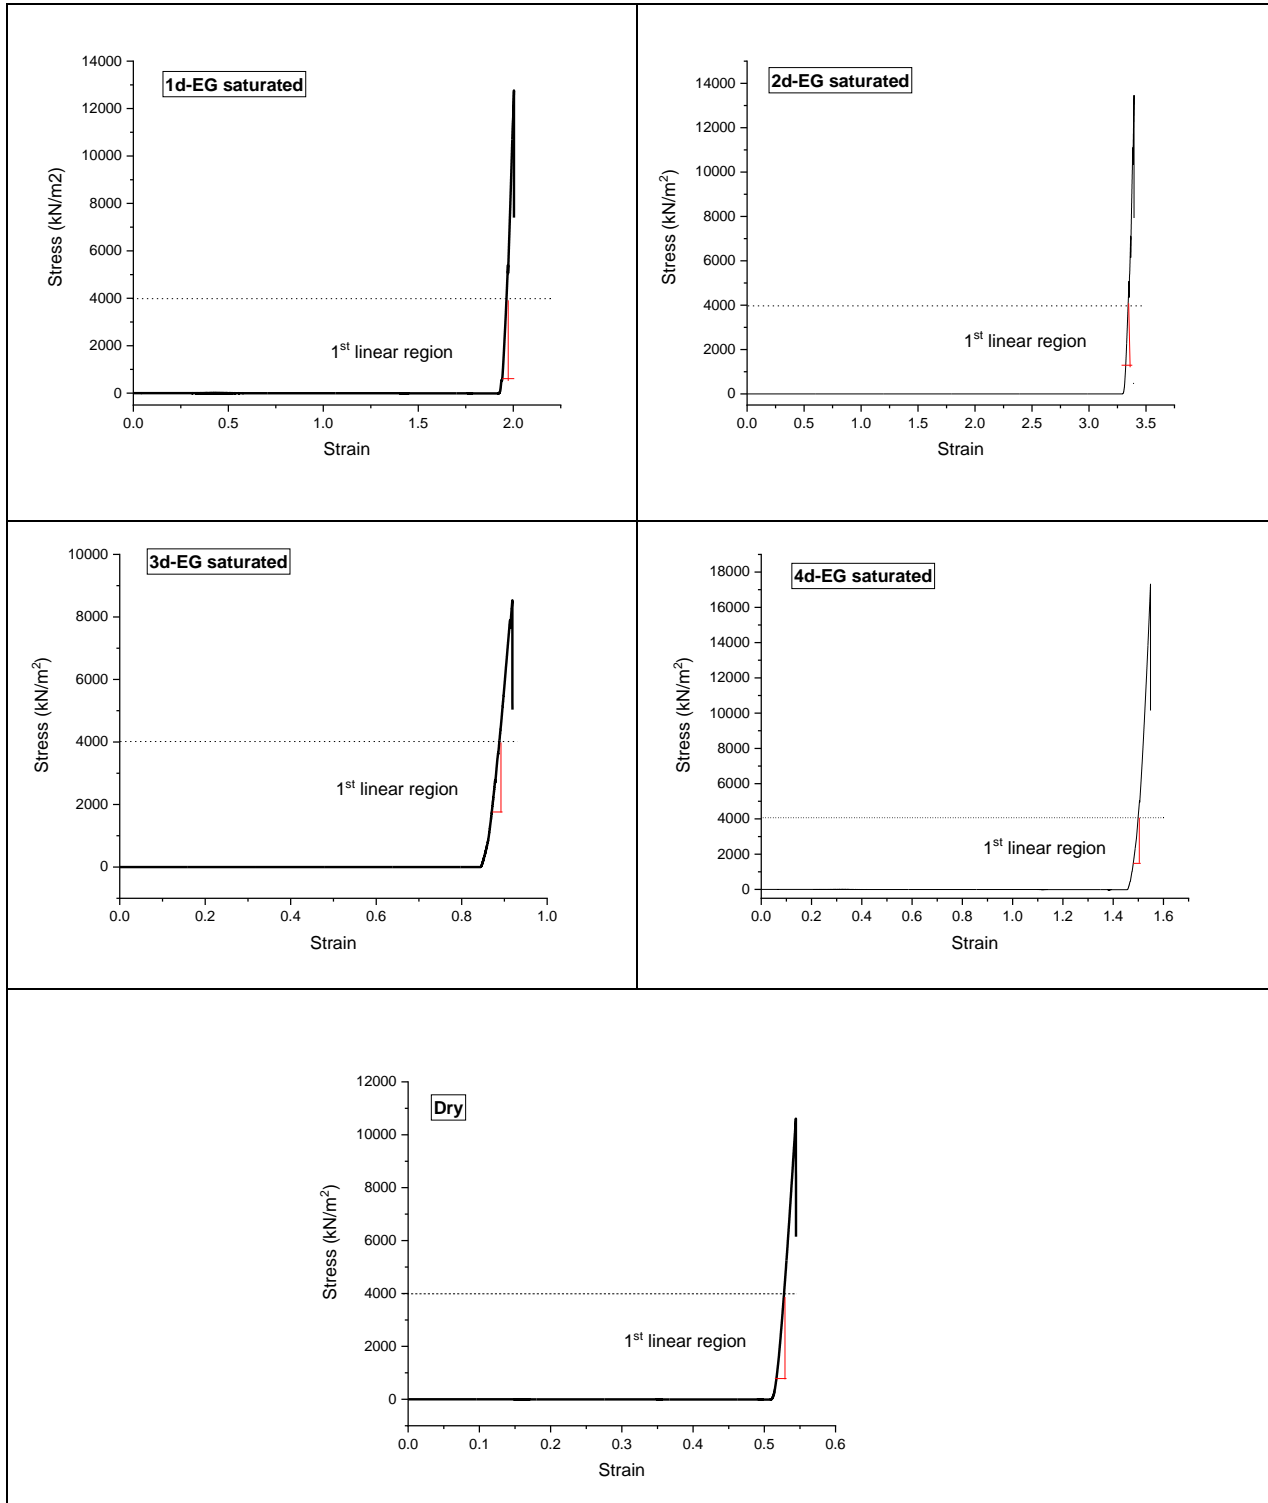 1d-EG saturated
14000
12000
10000
8000
6000
4000
2000
0
Stress (kN/m2)
1st linear region
0.0 0.5 1.0 1.5 2.0
Strain
2d-EG saturated
14000
12000
10000
8000
6000
4000
2000
0
Stress (kN/m²)
1st linear region
0.0 0.5 1.0 1.5 2.0 2.5 3.0 3.5
Strain
3d-EG saturated
10000
8000
6000
4000
2000
0
Stress (kN/m²)
1st linear region
0.0 0.2 0.4 0.6 0.8 1.0
Strain
4d-EG saturated
18000
16000
14000
12000
10000
8000
6000
4000
2000
0
Stress (kN/m²)
1st linear region
0.0 0.2 0.4 0.6 0.8 1.0 1.2 1.4 1.6
Strain
Dry
12000
10000
8000
6000
4000
2000
0
Stress (kN/m²)
1st linear region
0.0 0.1 0.2 0.3 0.4 0.5 0.6
Strain